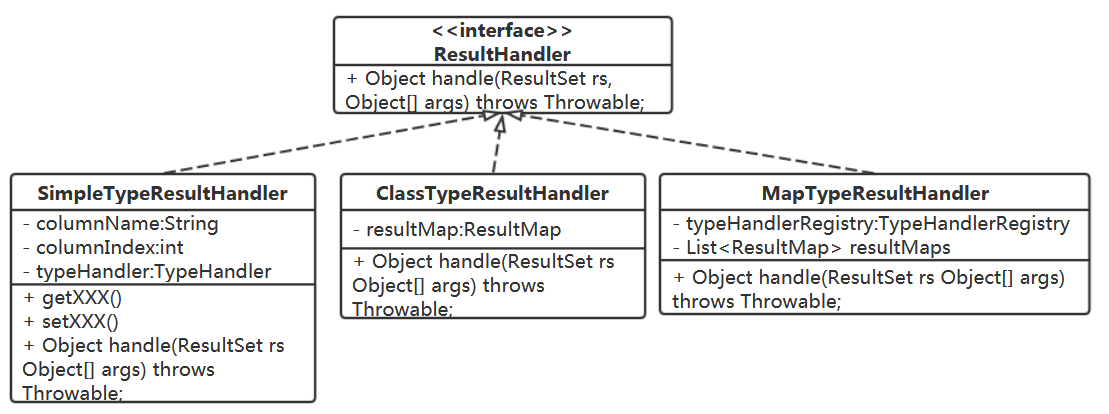 <<interface>>
ResultHandler
+ Object handle(ResultSet rs,
Object[] args) throws Throwable;
SimpleTypeResultHandler
- columnName:String
- columnIndex:int
- typeHandler:TypeHandler
+ getXXX()
+ setXXX()
+ Object handle(ResultSet rs
Object[] args) throws
Throwable;
ClassTypeResultHandler
- resultMap:ResultMap
+ Object handle(ResultSet rs
Object[] args) throws
Throwable;
MapTypeResultHandler
- typeHandlerRegistry:TypeHandlerRegistry
- List<ResultMap> resultMaps
+ Object handle(ResultSet rs Object[] args)
throws Throwable;